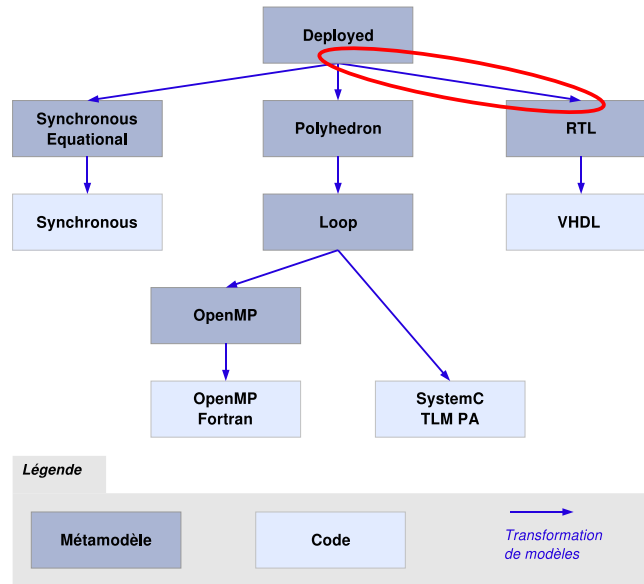 Deployed
Synchronous
Equational
Polyhedron
RTL
Synchronous
Loop
VHDL
OpenMP
OpenMP
Fortran
SystemC
TLM PA
Légende
Métamodèle
Code
Transformation
de modèles